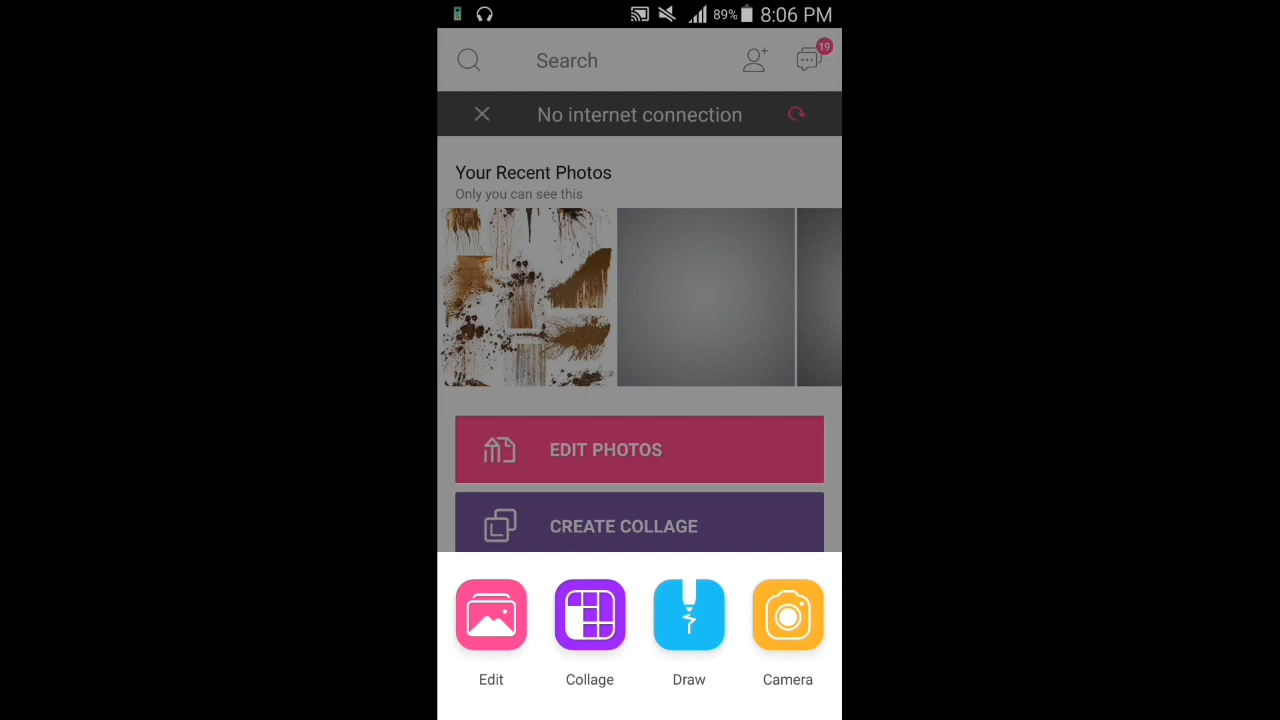 89% 8:06 PM
Search
19
No internet connection
Your Recent Photos
Only you can see this
EDIT PHOTOS
CREATE COLLAGE
Edit Collage Draw Camera